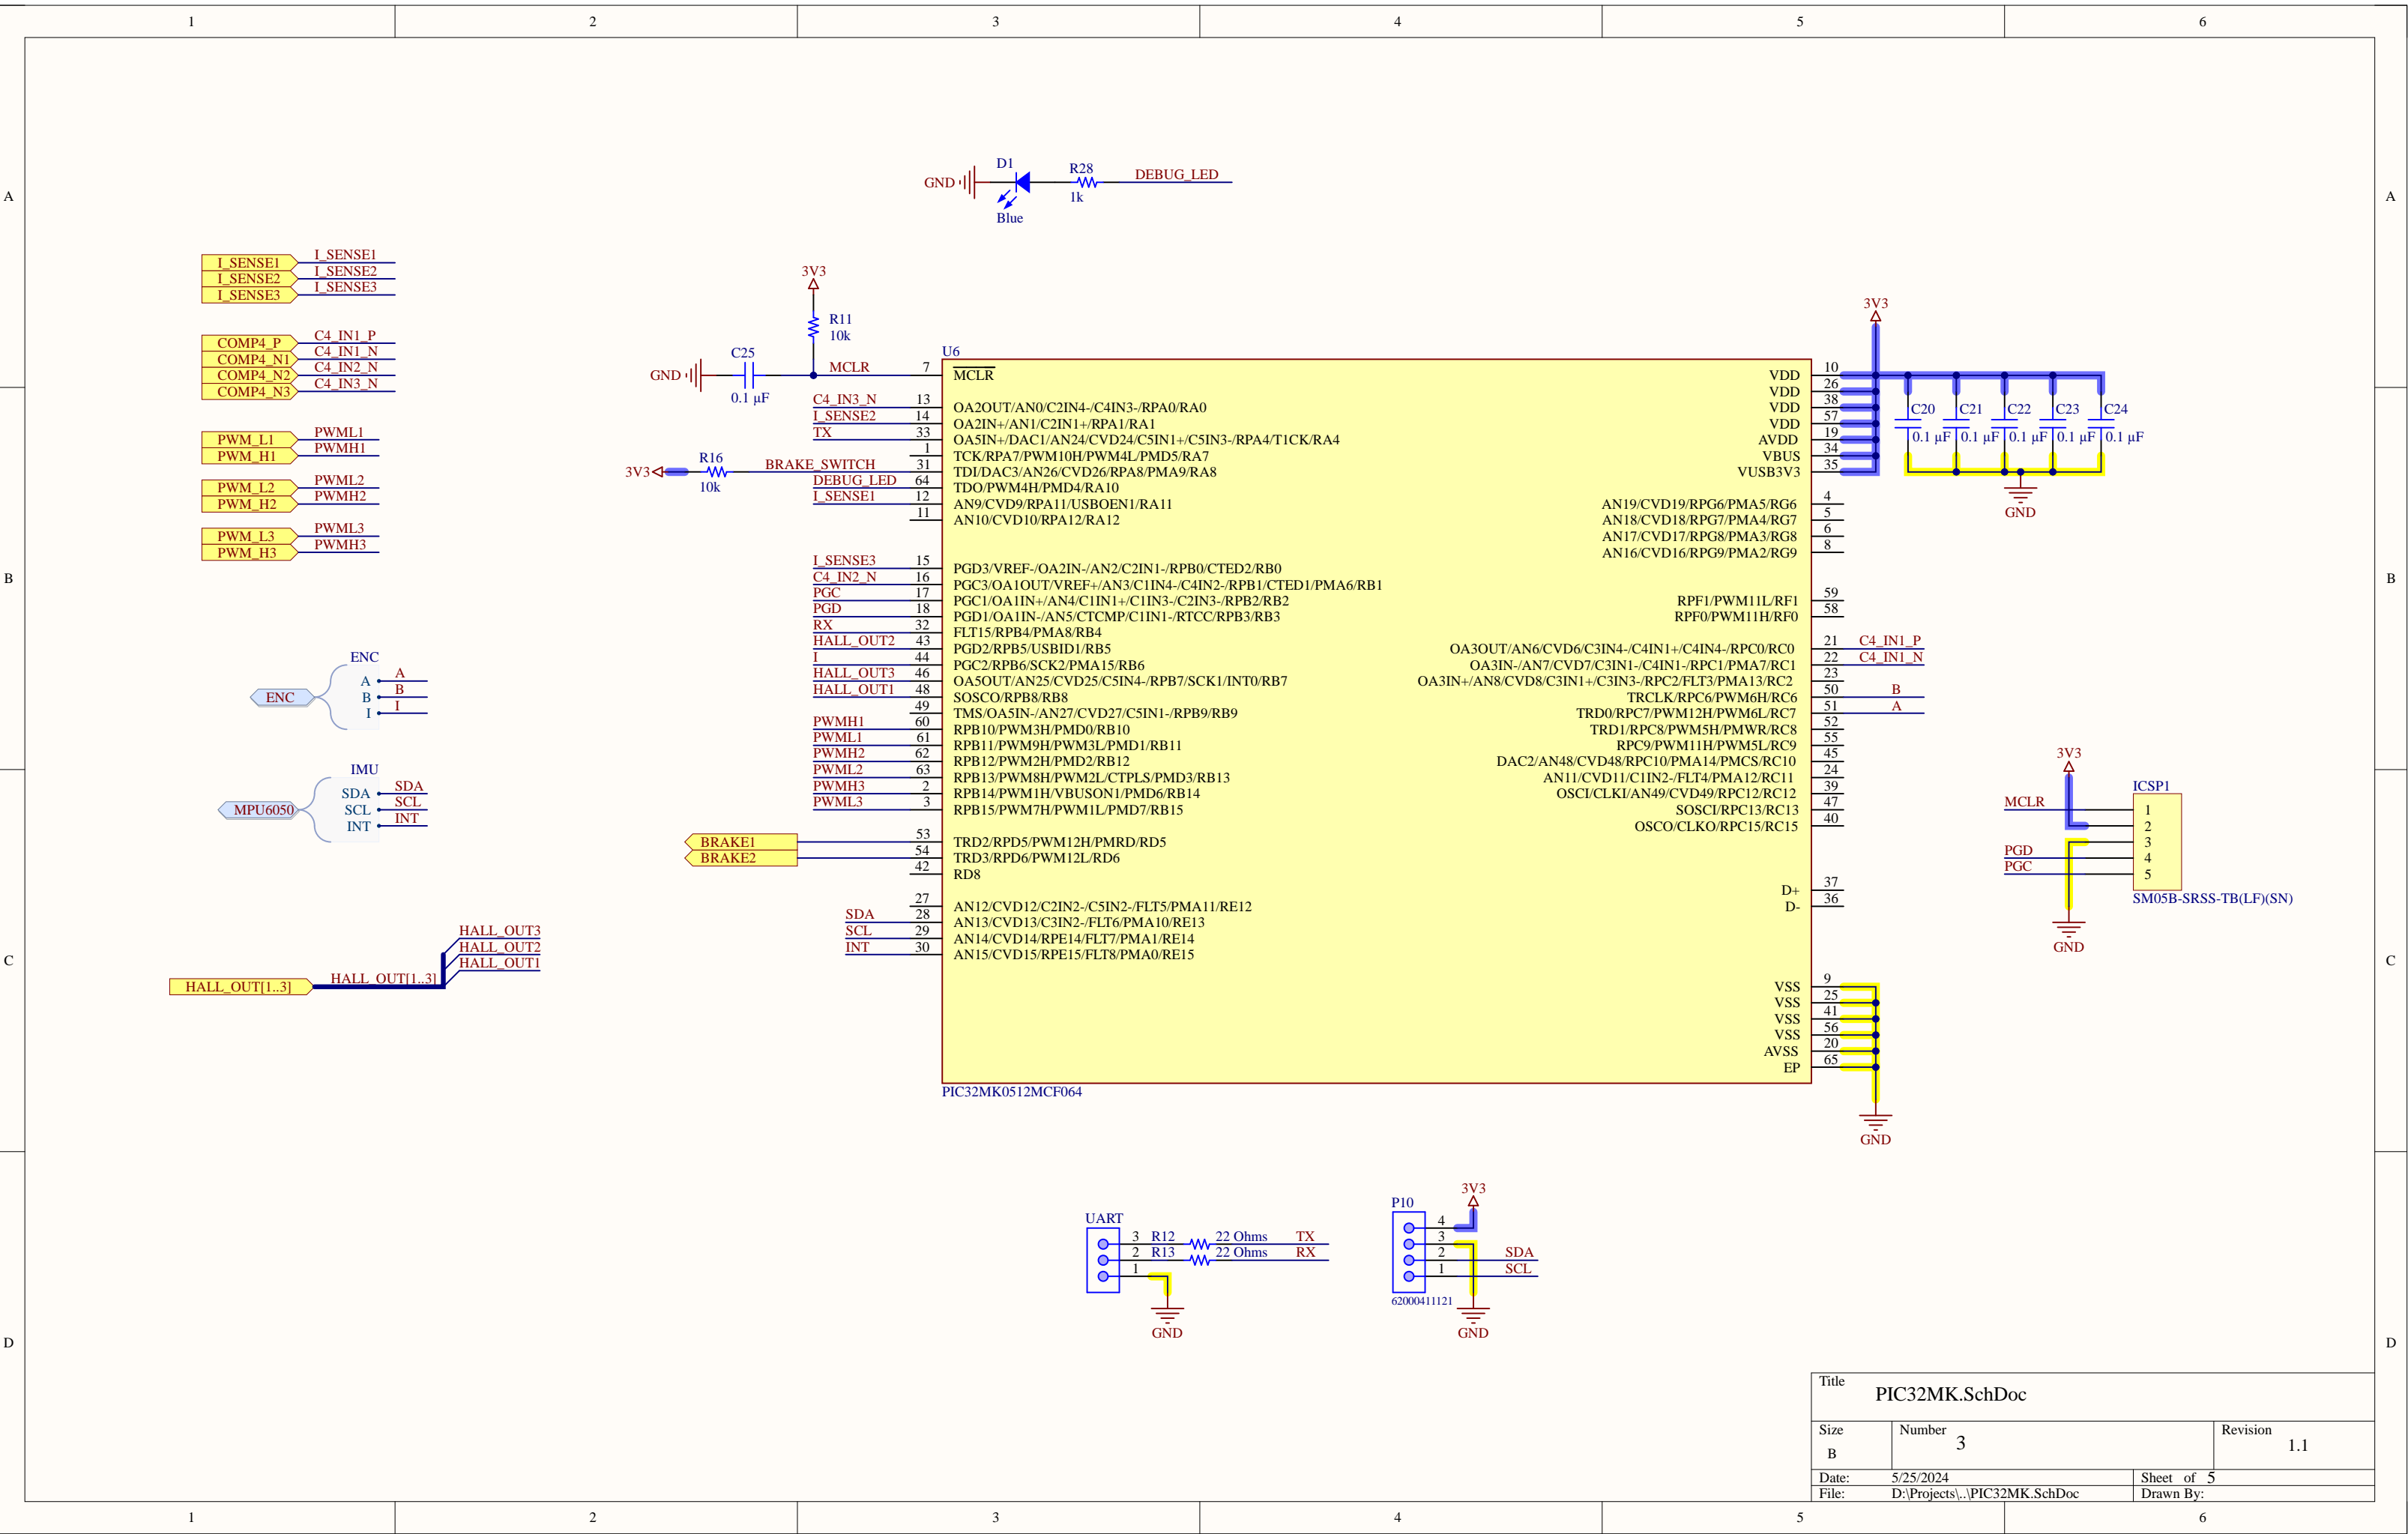 1 2 3 4 5 6
A
A
D1
R28
DEBUG_LED
GND
1k
Blue
I_SENSE1 I_SENSE1
I_SENSE2 I_SENSE2
I_SENSE3 I_SENSE3
COMP4_P C4_IN1_P
COMP4_N1 C4_IN1_N
COMP4_N2 C4_IN2_N
COMP4_N3 C4_IN3_N
PWM_L1 PWML1
PWM_H1 PWMH1
PWM_L2 PWML2
PWM_H2 PWMH2
PWM_L3 PWML3
PWM_H3 PWMH3
B
B
ENC
ENC
A A
B B
I I
IMU
MPU6050
SDA SDA
SCL SCL
INT INT
C
C
HALL_OUT3
HALL_OUT2
HALL_OUT1
HALL_OUT[1..3] HALL_OUT[1..3]
3V3
R11
10k
C25
GND
0.1 µF
3V3
R16
10k
U6
MCLR 7 MCLR
C4_IN3_N 13 OA2OUT/AN0/C2IN4-/C4IN3-/RPA0/RA0
I_SENSE2 14 OA2IN+/AN1/C2IN1+/RPA1/RA1
TX 33 OA5IN+/DAC1/AN24/CVD24/C5IN1+/C5IN3-/RPA4/T1CK/RA4
1 TCK/RPA7/PWM10H/PWM4L/PMD5/RA7
BRAKE_SWITCH 31 TDI/DAC3/AN26/CVD26/RPA8/PMA9/RA8
DEBUG_LED 64 TDO/PWM4H/PMD4/RA10
I_SENSE1 12 AN9/CVD9/RPA11/USBOEN1/RA11
11 AN10/CVD10/RPA12/RA12
I_SENSE3 15 PGD3/VREF-/OA2IN-/AN2/C2IN1-/RPB0/CTED2/RB0
C4_IN2_N 16 PGC3/OA1OUT/VREF+/AN3/C1IN4-/C4IN2-/RPB1/CTED1/PMA6/RB1
PGC 17 PGC1/OA1IN+/AN4/C1IN1+/C1IN3-/C2IN3-/RPB2/RB2
PGD 18 PGD1/OA1IN-/AN5/CTCMP/C1IN1-/RTCC/RPB3/RB3
RX 32 FLT15/RPB4/PMA8/RB4
HALL_OUT2 43 PGD2/RPB5/USBID1/RB5
I 44 PGC2/RPB6/SCK2/PMA15/RB6
HALL_OUT3 46 OA5OUT/AN25/CVD25/C5IN4-/RPB7/SCK1/INT0/RB7
HALL_OUT1 48 SOSCO/RPB8/RB8
49 TMS/OA5IN-/AN27/CVD27/C5IN1-/RPB9/RB9
PWMH1 60 RPB10/PWM3H/PMD0/RB10
PWML1 61 RPB11/PWM9H/PWM3L/PMD1/RB11
PWMH2 62 RPB12/PWM2H/PMD2/RB12
PWML2 63 RPB13/PWM8H/PWM2L/CTPLS/PMD3/RB13
PWMH3 2 RPB14/PWM1H/VBUSON1/PMD6/RB14
PWML3 3 RPB15/PWM7H/PWM1L/PMD7/RB15
BRAKE1 53 TRD2/RPD5/PWM12H/PMRD/RD5
BRAKE2 54 TRD3/RPD6/PWM12L/RD6
42 RD8
27 AN12/CVD12/C2IN2-/C5IN2-/FLT5/PMA11/RE12
SDA 28 AN13/CVD13/C3IN2-/FLT6/PMA10/RE13
SCL 29 AN14/CVD14/RPE14/FLT7/PMA1/RE14
INT 30 AN15/CVD15/RPE15/FLT8/PMA0/RE15
PIC32MK0512MCF064
3V3
VDD 10
VDD 26
VDD 38
VDD 57
AVDD 19
VBUS 34
VUSB3V3 35
C20 C21 C22 C23 C24
0.1 µF 0.1 µF 0.1 µF 0.1 µF 0.1 µF
GND
AN19/CVD19/RPG6/PMA5/RG6 4
AN18/CVD18/RPG7/PMA4/RG7 5
AN17/CVD17/RPG8/PMA3/RG8 6
AN16/CVD16/RPG9/PMA2/RG9 8
RPF1/PWM11L/RF1 59
RPF0/PWM11H/RF0 58
OA3OUT/AN6/CVD6/C3IN4-/C4IN1+/C4IN4-/RPC0/RC0 21 C4_IN1_P
OA3IN-/AN7/CVD7/C3IN1-/C4IN1-/RPC1/PMA7/RC1 22 C4_IN1_N
OA3IN+/AN8/CVD8/C3IN1+/C3IN3-/RPC2/FLT3/PMA13/RC2 23
TRCLK/RPC6/PWM6H/RC6 50 B
TRD0/RPC7/PWM12H/PWM6L/RC7 51 A
TRD1/RPC8/PWM5H/PMWR/RC8 52
RPC9/PWM11H/PWM5L/RC9 55
DAC2/AN48/CVD48/RPC10/PMA14/PMCS/RC10 45
AN11/CVD11/C1IN2-/FLT4/PMA12/RC11 24
OSCI/CLKI/AN49/CVD49/RPC12/RC12 39
SOSCI/RPC13/RC13 47
OSCO/CLKO/RPC15/RC15 40
D+ 37
D- 36
VSS 9
VSS 25
VSS 41
VSS 56
AVSS 20
EP 65
GND
3V3
ICSP1
MCLR 1
2
3
PGD 4
PGC 5
SM05B-SRSS-TB(LF)(SN)
GND
UART
3 R12 22 Ohms TX
2 R13 22 Ohms RX
1
GND
3V3
P10
4
3
2 SDA
1 SCL
62000411121
GND
D
D
Title
PIC32MK.SchDoc
Size Number Revision
B 3 1.1
Date: 5/25/2024 Sheet of 5
File: D:\Projects\..\PIC32MK.SchDoc Drawn By:
1 2 3 4 5 6